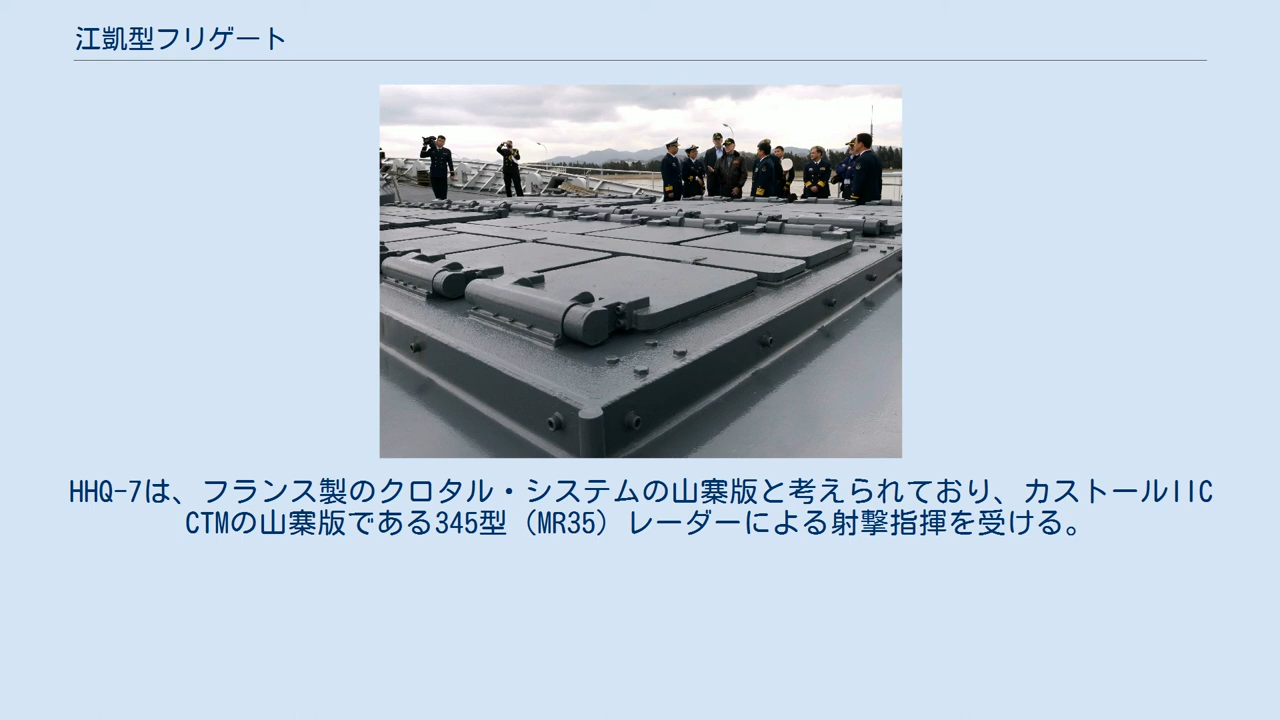 江凱型フリゲート
HHQ-7は、フランス製のクロタル・システムの山寨版と考えられており、カストールIIC
CTMの山寨版である345型（MR35）レーダーによる射撃指揮を受ける。